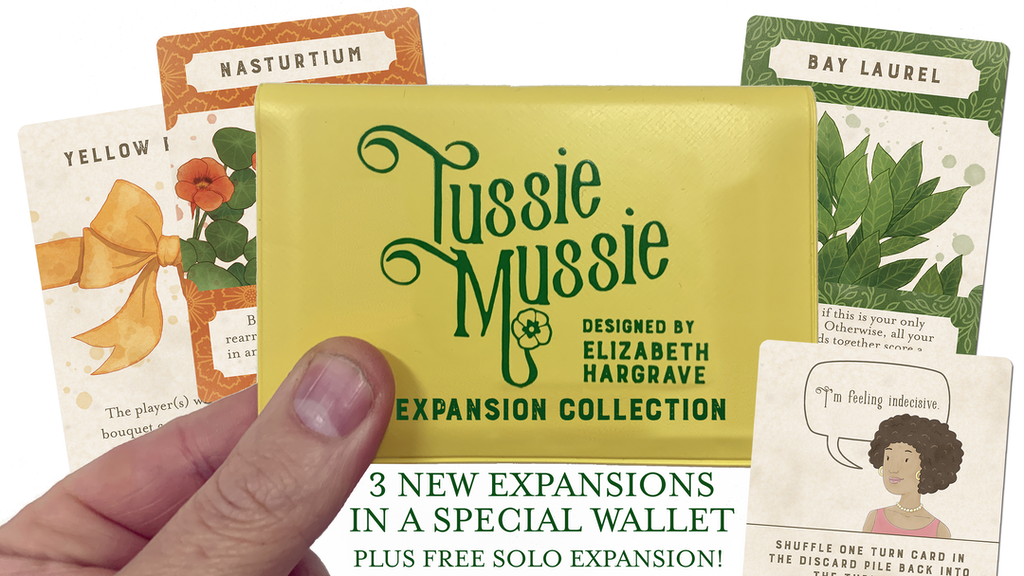 NASTURTIUM
BAY LAUREL
YELLOW
Tussie
Mussie
DESIGNED BY
ELIZABETH
HARGRAVE
EXPANSION COLLECTION
in an
The player(s)
bouquet
if this is your only
Otherwise, all your
together score a
I'm feeling indecisive.
SHUFFLE ONE TURN CARD IN
THE DISCARD PILE BACK INTO
3 NEW EXPANSIONS
IN A SPECIAL WALLET
PLUS FREE SOLO EXPANSION!